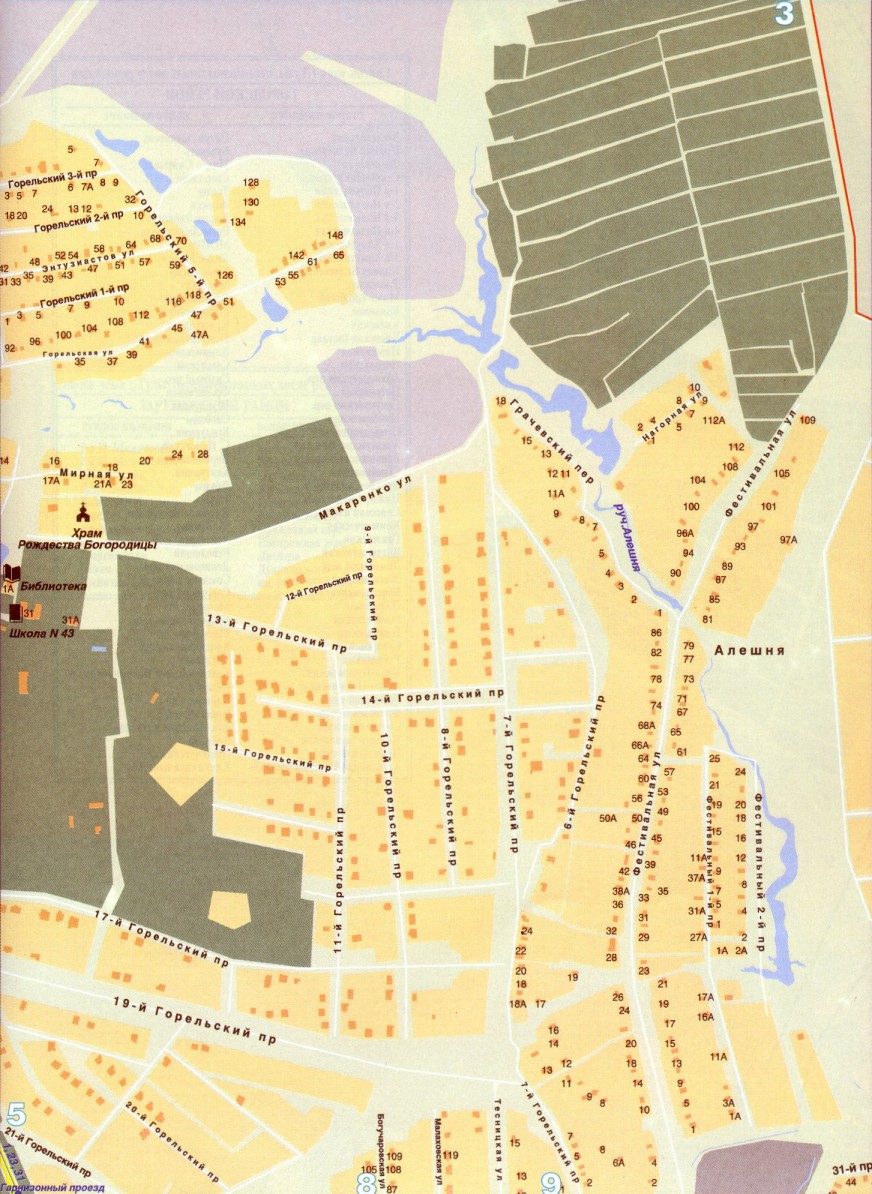 3
5
7
Горельский 3-й пр
3 5 7
6 7А 8 9
32
18 20 24 13 12 10
Горельский 2-й пр
Горельский 5-й пр
128
130
134
148
142
65
61
55
53
52 54 58 64 68 70
42 48
Энтузиастов ул
31 33 35 39 43 47 51 57 59
126
Горельский 1-й пр
118
116
51
1 3 5 7 9 10
112
47
108
104
100
96
92
45
47А
41
Горельская ул
35 37 39
14 16
Мирная ул
18 20 24 28
17А 21А 23
Храм
Рождества Богородицы
Библиотека
1А
31
31А
Школа N 43
Макаренко ул
9-й Горельский пр
12-й Горельский пр
13-й Горельский пр
14-й Горельский пр
15-й Горельский пр
10-й Горельский пр
8-й Горельский пр
7-й Горельский пр
6-й Горельский пр
11-й Горельский пр
17-й Горельский пр
19-й Горельский пр
20-й Горельский пр
21-й Горельский пр
Гарнизонный проезд
5
18
Грачевский пер
15
13
12 11
11А
9
8
7
5
4
3
2
1
руч.Алешня
10
8 9
7
4
2
5
1
Нагорная ул
112А
112
108
104
100
96А
94
90
Фестивальная ул
109
105
101
97
97А
93
89
87
85
81
Алешня
86
82
78
74
68А
66А
64
60
56
50А 50
46
42
38А
36
32
28
79
77
73
71
67
65
61
57
53
49
45
39
35
33
31
29
23
Фестивальная ул
25
24
21
19
20
18
15
16
11А
12
9
37А
7
8
5
31А
4
1
27А
2
1А 2А
Фестивальный 1-й пр
Фестивальный 2-й пр
24
22
20
18
18А 17
19
26
24
21
19
17А
16А
17
16
14
20
15
18
13
11А
12
13
11
14
9
9
8
10
5
3А
1А
1
7
5
8
6А 4
2
2
7-й Горельский пр
Тесницкая ул
15
13
Малаховская ул
119
Богучаровская ул
109
105 108
87
8
9
31-й пр
44